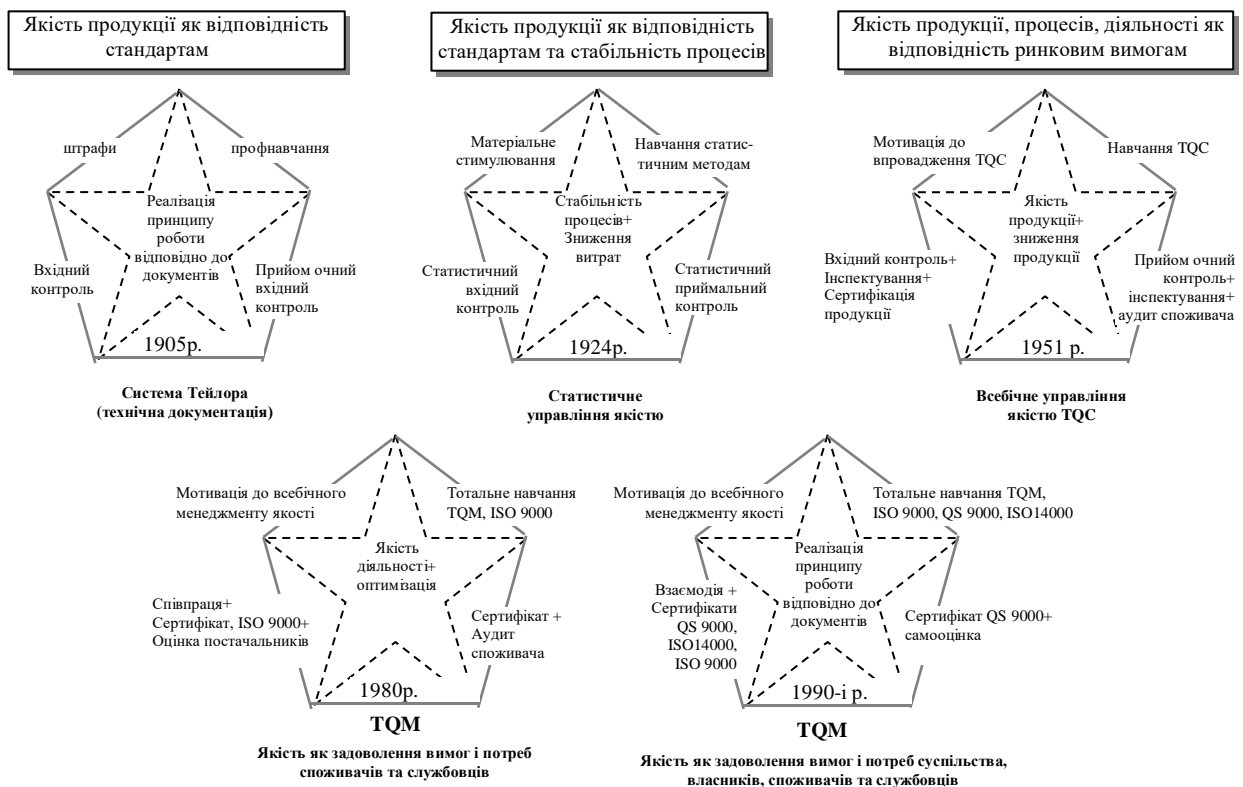 Якість продукції як відповідність
стандартам
Якість продукції як відповідність
стандартам та стабільність процесів
Якість продукції, процесів, діяльності як
відповідність ринковим вимогам
штрафи
профнавчання
Реалізація
принципу
роботи
відповідно до
документів
Вхідний
контроль
Прийом очний
вхідний
контроль
1905р.
Система Тейлора
(технічна документація)
Матеріальне
стимулювання
Навчання статис-
тичним методам
Стабільність
процесів+
Зниження
витрат
Статистичний
вхідний
контроль
Статистичний
приймальний
контроль
1924р.
Статистичне
управління якістю
Мотивація до
впровадження TQC
Навчання TQC
Якість
продукції+
зниження
продукції
Вхідний контроль+
Інспектування+
Сертифікація
продукції
Прийом очний
контроль+
інспектування+
аудит споживача
1951 р.
Всебічне управління
якістю TQC
Мотивація до всебічного
менеджменту якості
Тотальне навчання
TQM, ISO 9000
Якість
діяльності+
оптимізація
Співпраця+
Сертифікат, ISO 9000+
Оцінка постачальників
Сертифікат +
Аудит
споживача
1980р.
TQM
Якість як задоволення вимог і потреб
споживачів та службовців
Мотивація до всебічного
менеджменту якості
Тотальне навчання TQM,
ISO 9000, QS 9000, ISO14000
Реалізація
принципу
роботи
відповідно до
документів
Взаємодія +
Сертифікати
QS 9000,
ISO14000,
ISO 9000
Сертифікат QS 9000+
самооцінка
1990-і р.
TQM
Якість як задоволення вимог і потреб суспільства,
власників, споживачів та службовців